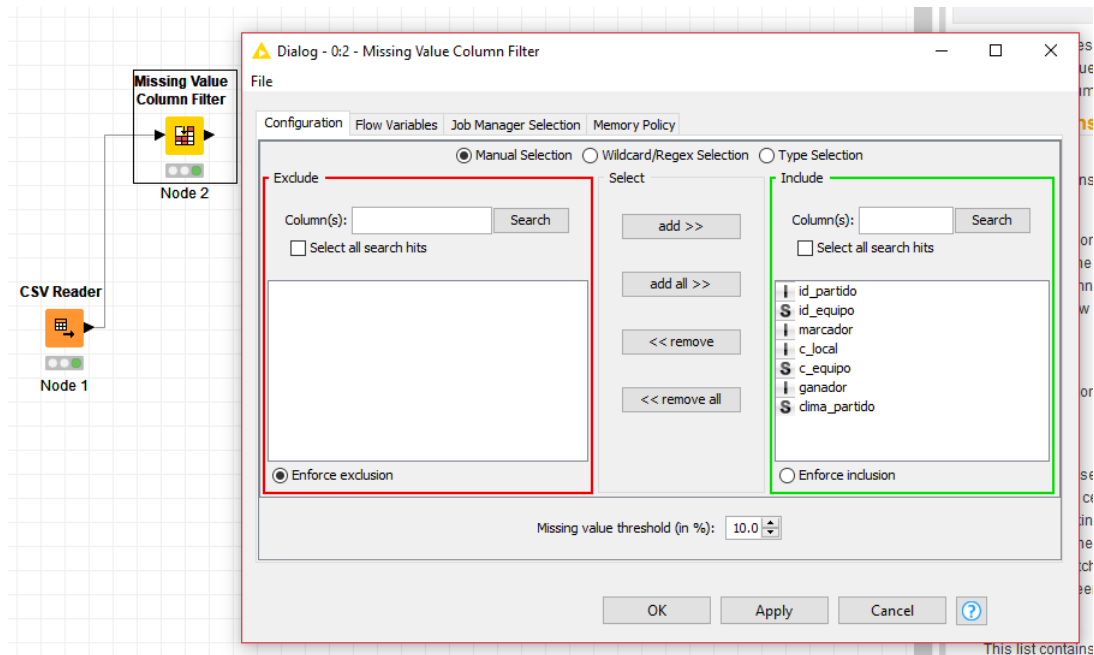 Dialog - 0:2 - Missing Value Column Filter
File
Missing Value
Column Filter
Node 2
CSV Reader
Node 1
Configuration
Flow Variables
Job Manager Selection
Memory Policy
Manual Selection
Wildcard/Regex Selection
Type Selection
Exclude
Column(s):
Search
Select all search hits
Enforce exclusion
Select
add >>
add all >>
<< remove
<< remove all
Include
Column(s):
Search
Select all search hits
I id_partido
S id_equipo
I marcador
I c_local
S c_equipo
I ganador
S clima_partido
Enforce inclusion
Missing value threshold (in %): 10.0
OK
Apply
Cancel
?
This list contains